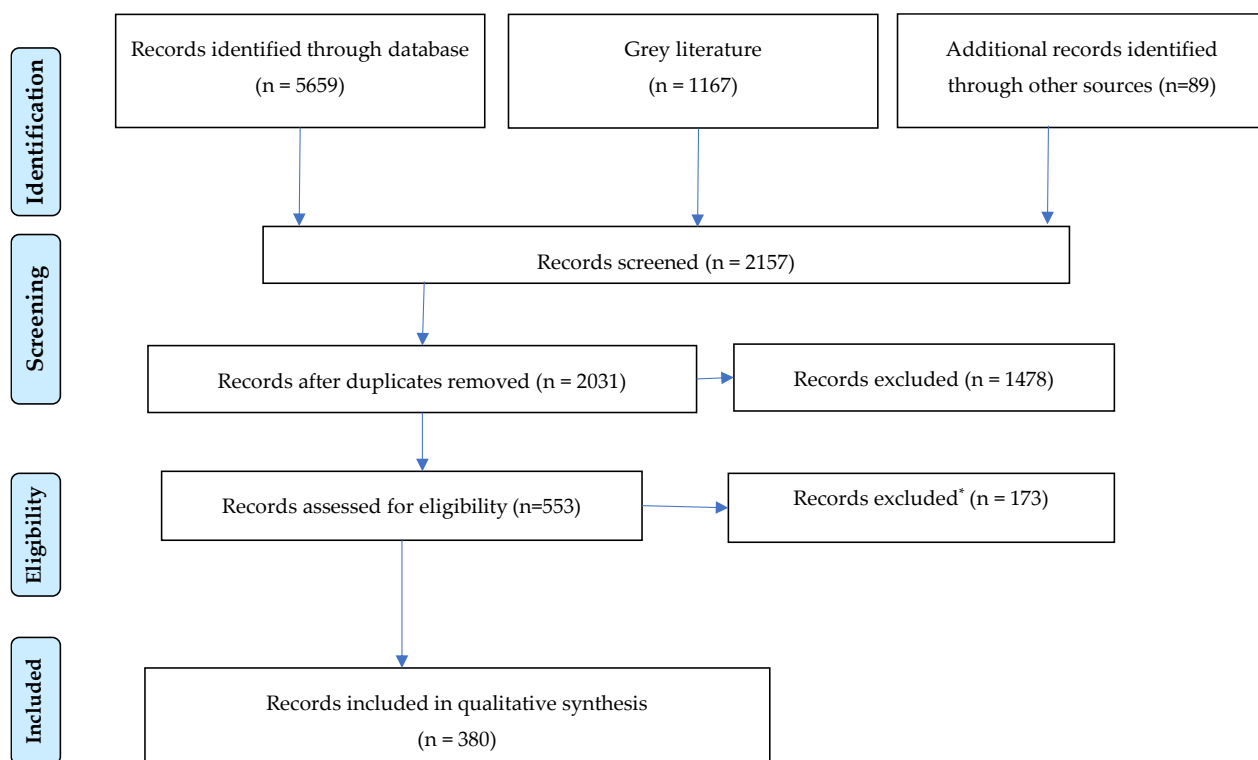 Identification
Records identified through database
(n = 5659)
Grey literature
(n = 1167)
Additional records identified
through other sources (n=89)
Screening
Records screened (n = 2157)
Records after duplicates removed (n = 2031)
Records excluded (n = 1478)
Eligibility
Records assessed for eligibility (n=553)
Records excluded* (n = 173)
Included
Records included in qualitative synthesis
(n = 380)